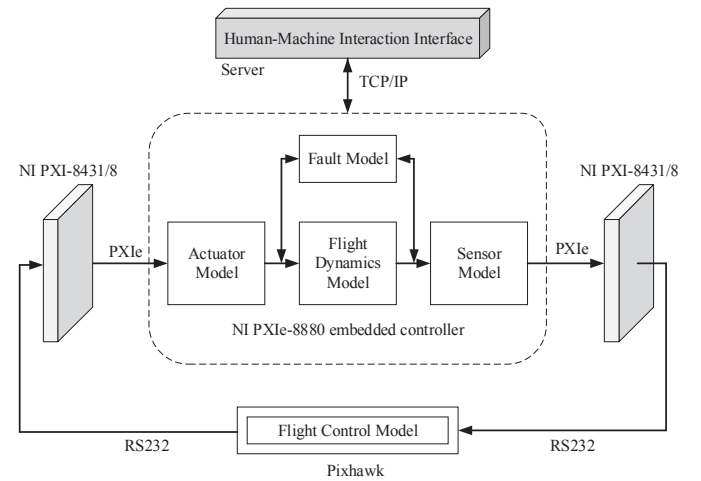 Human-Machine Interaction Interface
Server
TCP/IP
NI PXI-8431/8
NI PXI-8431/8
Fault Model
PXIe
Actuator
Model
Flight
Dynamics
Model
Sensor
Model
PXIe
NI PXIe-8880 embedded controller
Flight Control Model
RS232
RS232
Pixhawk